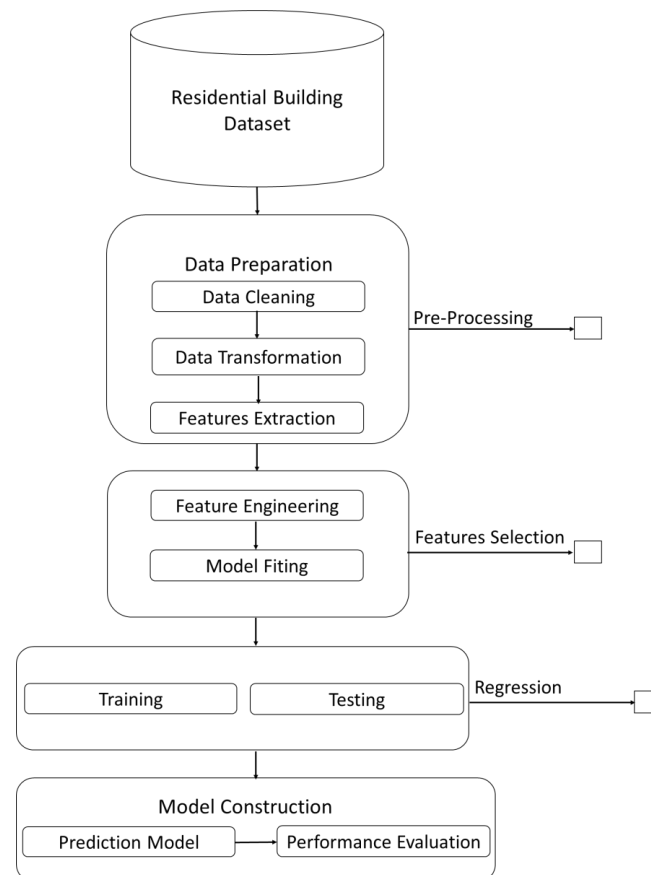 Residential Building
Dataset
Data Preparation
Data Cleaning
Data Transformation
Features Extraction
Pre-Processing
Feature Engineering
Model Fiting
Features Selection
Training
Testing
Regression
Model Construction
Prediction Model
Performance Evaluation